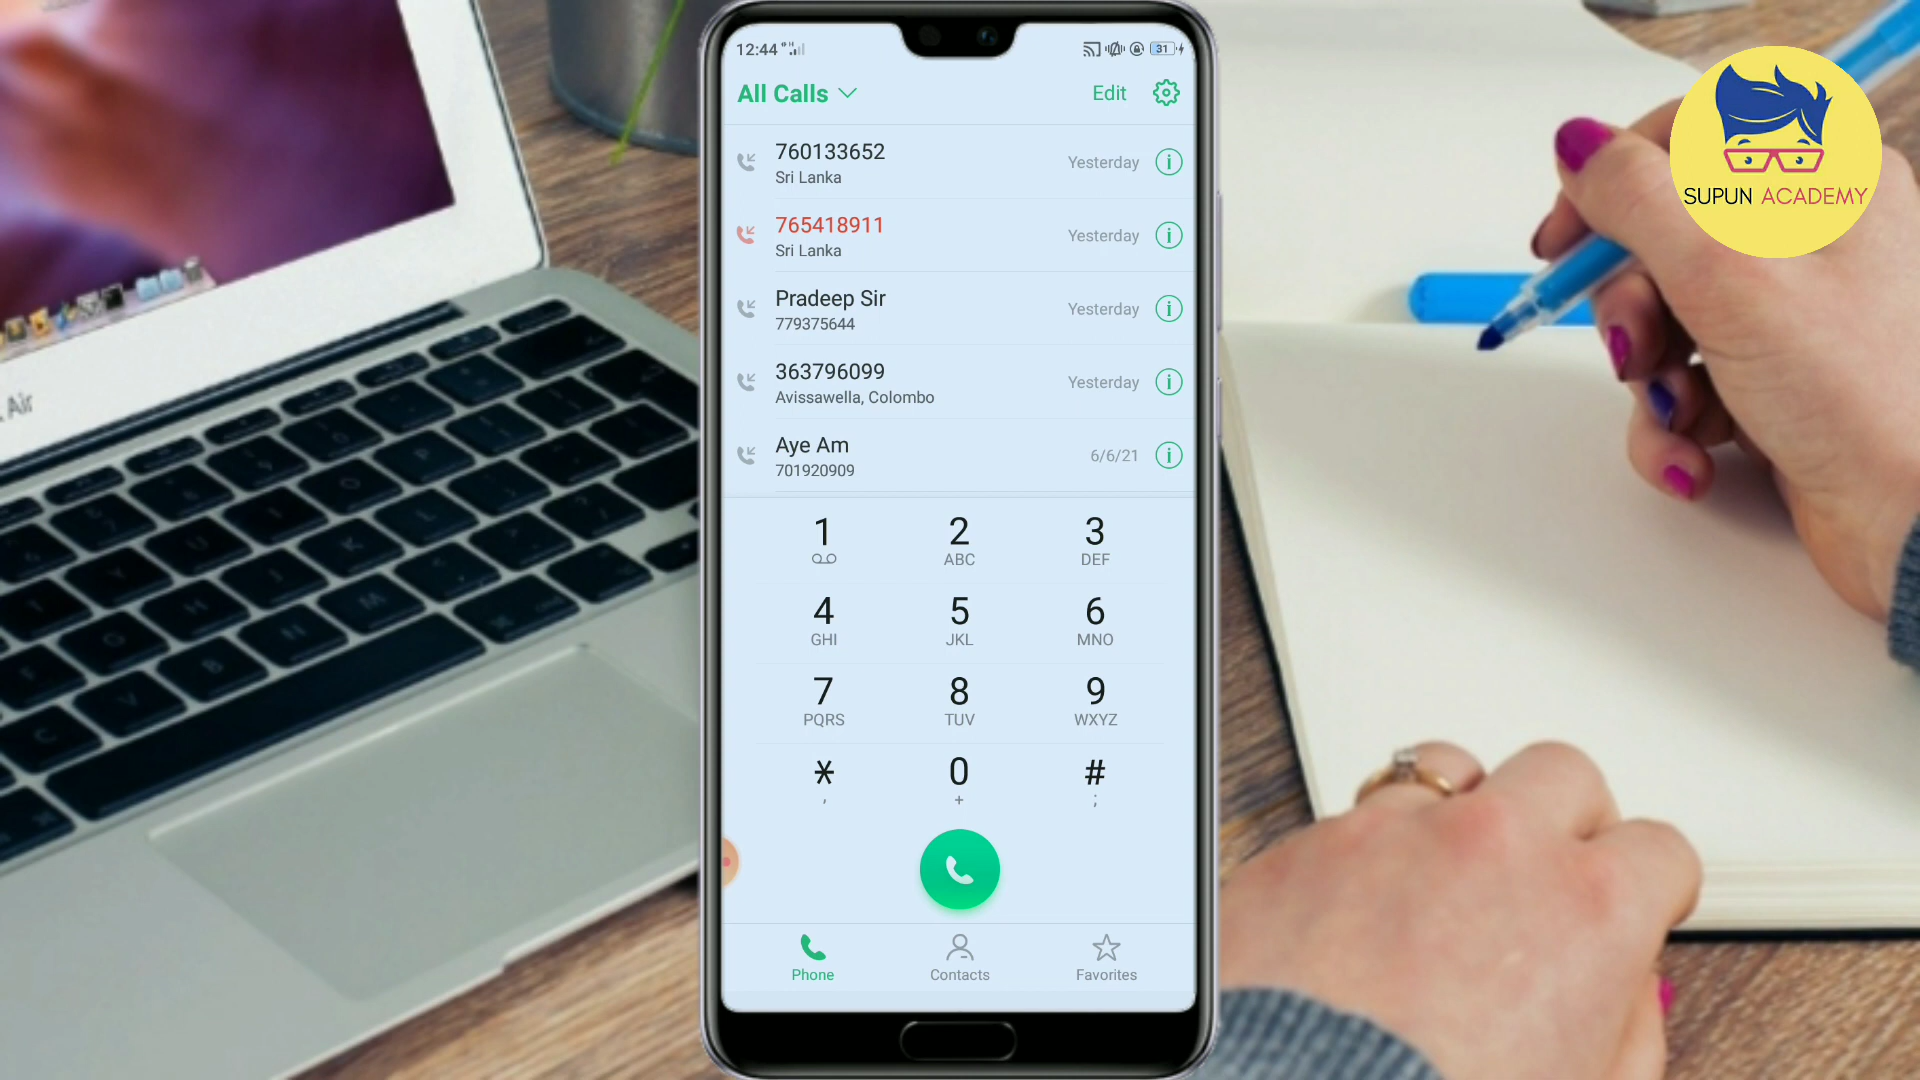 12:44
31
All Calls
Edit
760133652
Sri Lanka
Yesterday
765418911
Sri Lanka
Yesterday
Pradeep Sir
779375644
Yesterday
363796099
Avissawella, Colombo
Yesterday
Aye Am
701920909
6/6/21
1
2
ABC
3
DEF
4
GHI
5
JKL
6
MNO
7
PQRS
8
TUV
9
WXYZ
*
,
0
+
#
;
Phone
Contacts
Favorites
SUPUN ACADEMY
Air